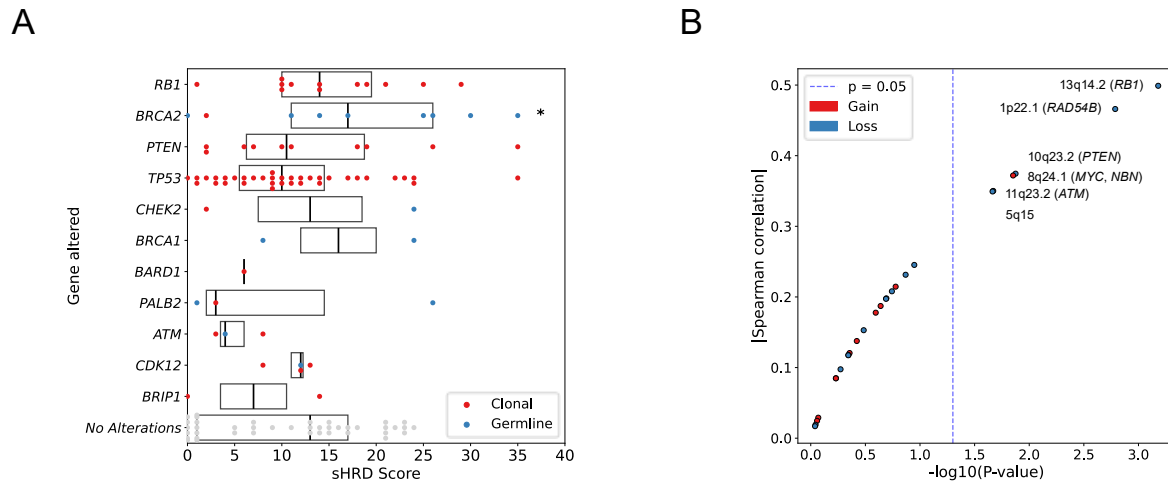 A
RB1
BRCA2
*
PTEN
TP53
CHEK2
BRCA1
BARD1
PALB2
ATM
CDK12
BRIP1
No Alterations
Gene altered
Clonal
Germline
0 5 10 15 20 25 30 35 40
sHRD Score
B
p = 0.05
Gain
Loss
13q14.2 (RB1)
1p22.1 (RAD54B)
10q23.2 (PTEN)
8q24.1 (MYC, NBN)
11q23.2 (ATM)
5q15
|Spearman correlation|
0.5
0.4
0.3
0.2
0.1
0.0
0.0 0.5 1.0 1.5 2.0 2.5 3.0
-log10(P-value)